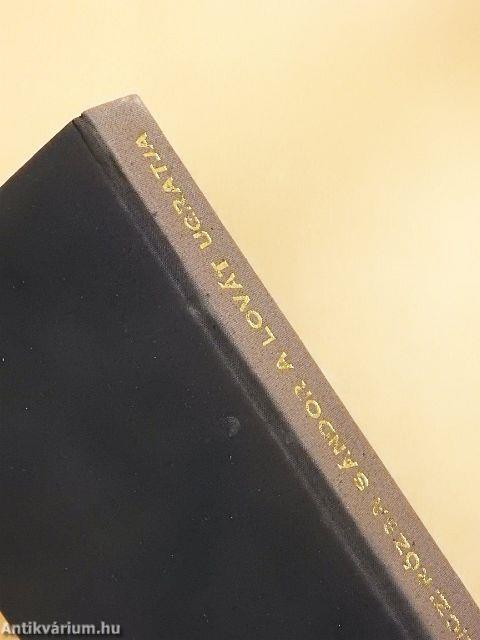 RÓZSA SÁNDOR A LOVÁT UGRATJA
Antikvárium.hu